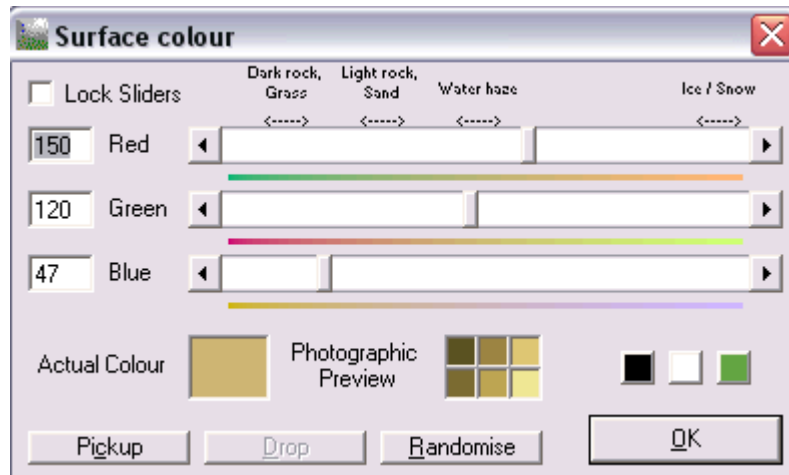 Surface colour
Lock Sliders
Dark rock,
Grass
Light rock,
Sand
Water haze
Ice / Snow
<-----> <-----> <-----> <----->
150 Red
120 Green
47 Blue
Actual Colour
Photographic
Preview
Pickup Drop Randomise OK